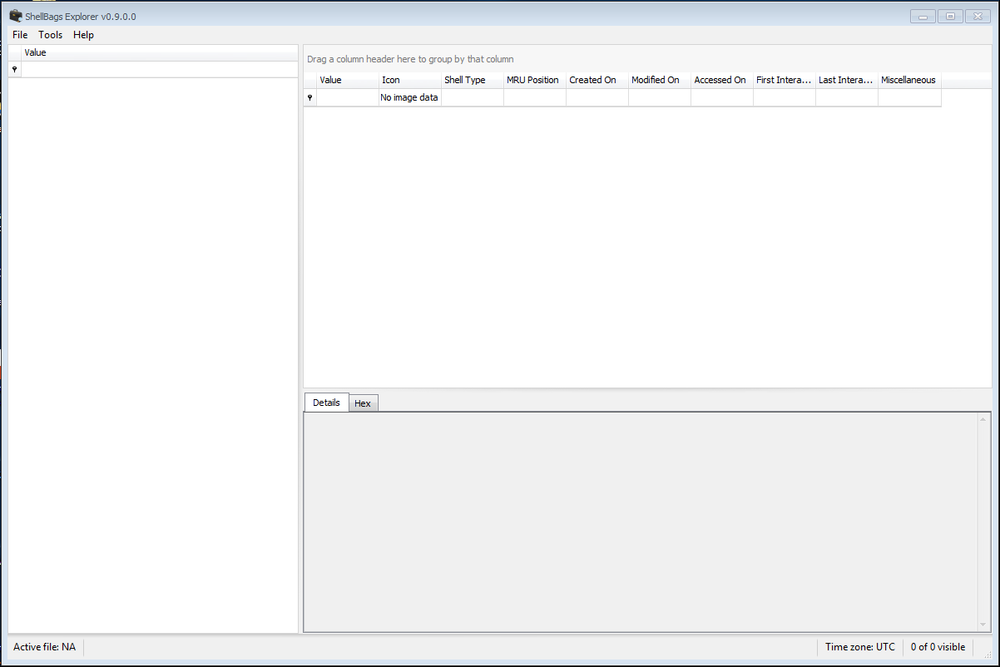 ShellBags Explorer v0.9.0.0
File Tools Help
Value
Drag a column header here to group by that column
Value Icon Shell Type MRU Position Created On Modified On Accessed On First Intera... Last Intera... Miscellaneous
No image data
Details Hex
Active file: NA Time zone: UTC 0 of 0 visible